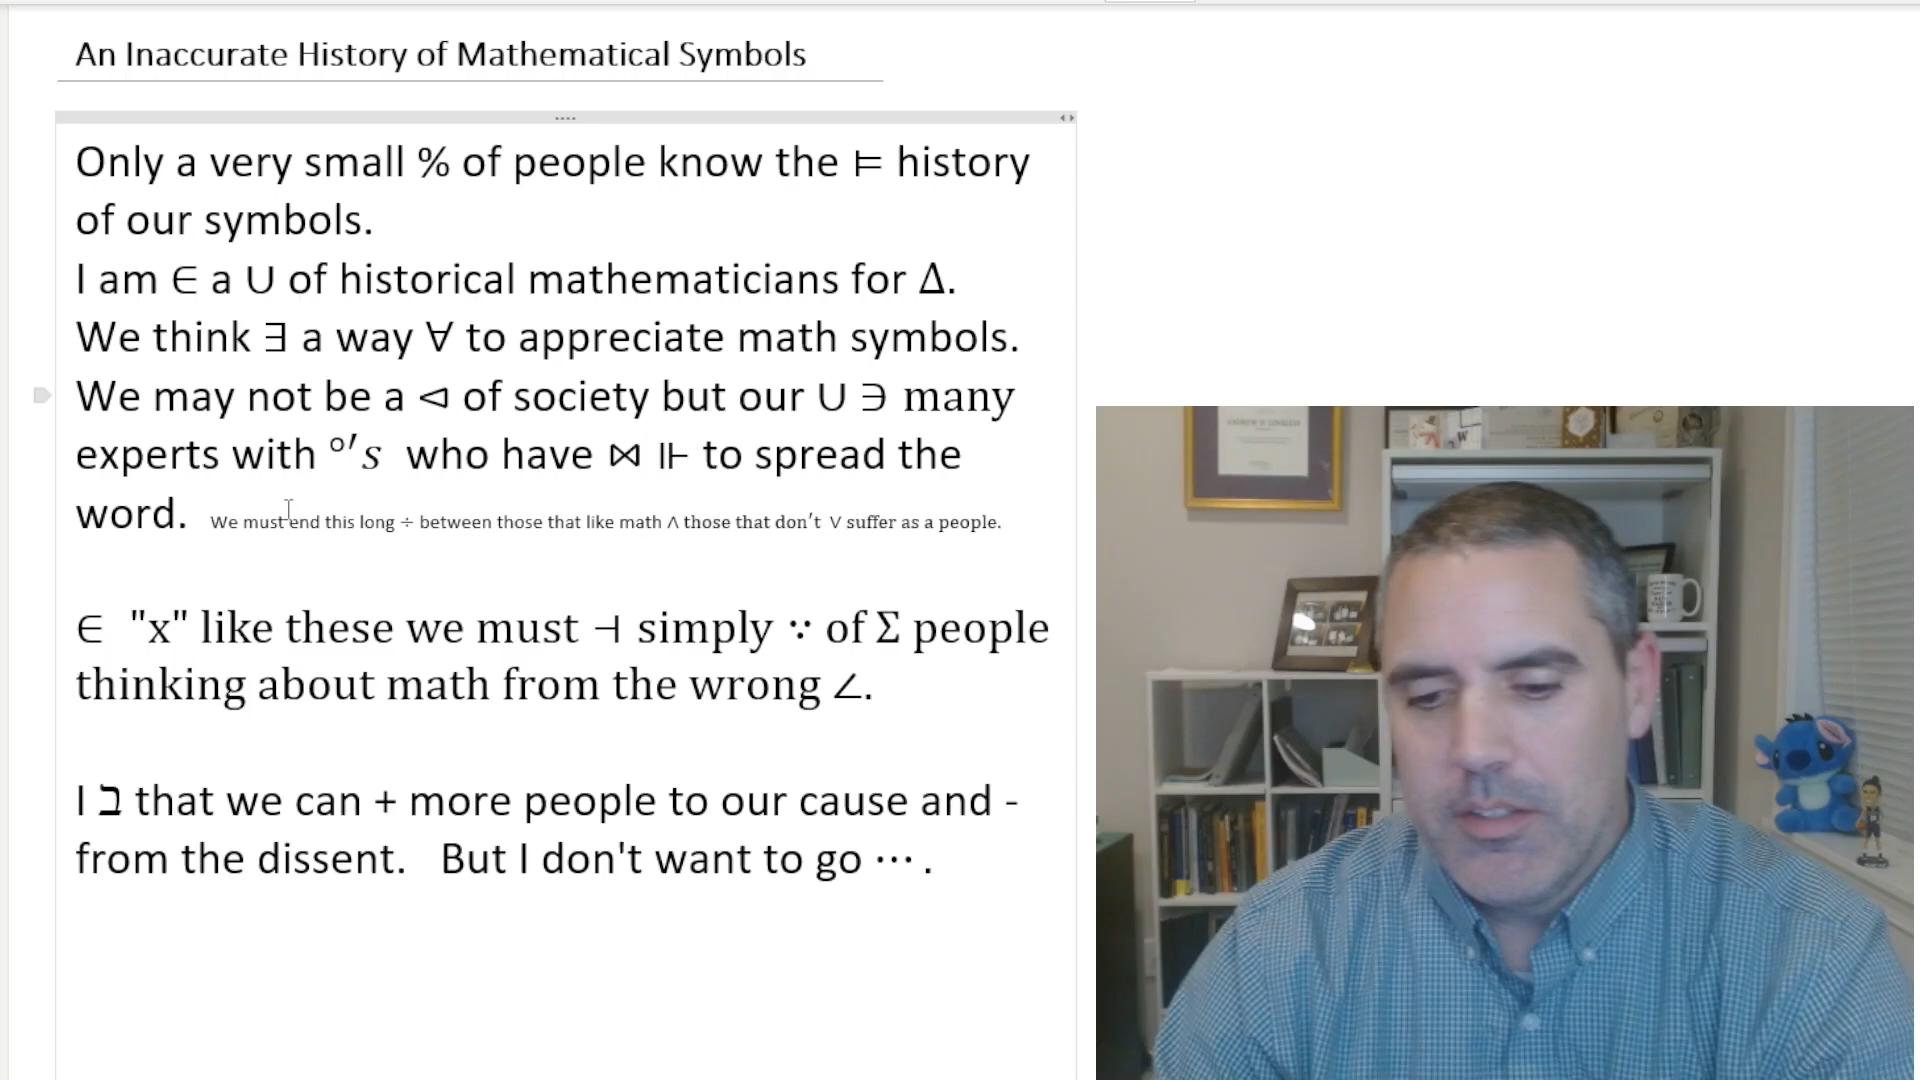 An Inaccurate History of Mathematical Symbols
Only a very small % of people know the ⊨ history
of our symbols.
I am ∈ a ∪ of historical mathematicians for Δ.
We think ∃ a way ∀ to appreciate math symbols.
We may not be a ⊲ of society but our ∪ ∋ many
experts with °′s who have ⋈ ⊩ to spread the
word. We must end this long ÷ between those that like math ∧ those that don't ∨ suffer as a people.
∈ "x" like these we must ⊣ simply ∵ of Σ people
thinking about math from the wrong ∠.
I ℶ that we can + more people to our cause and -
from the dissent. But I don't want to go ⋯ .
W